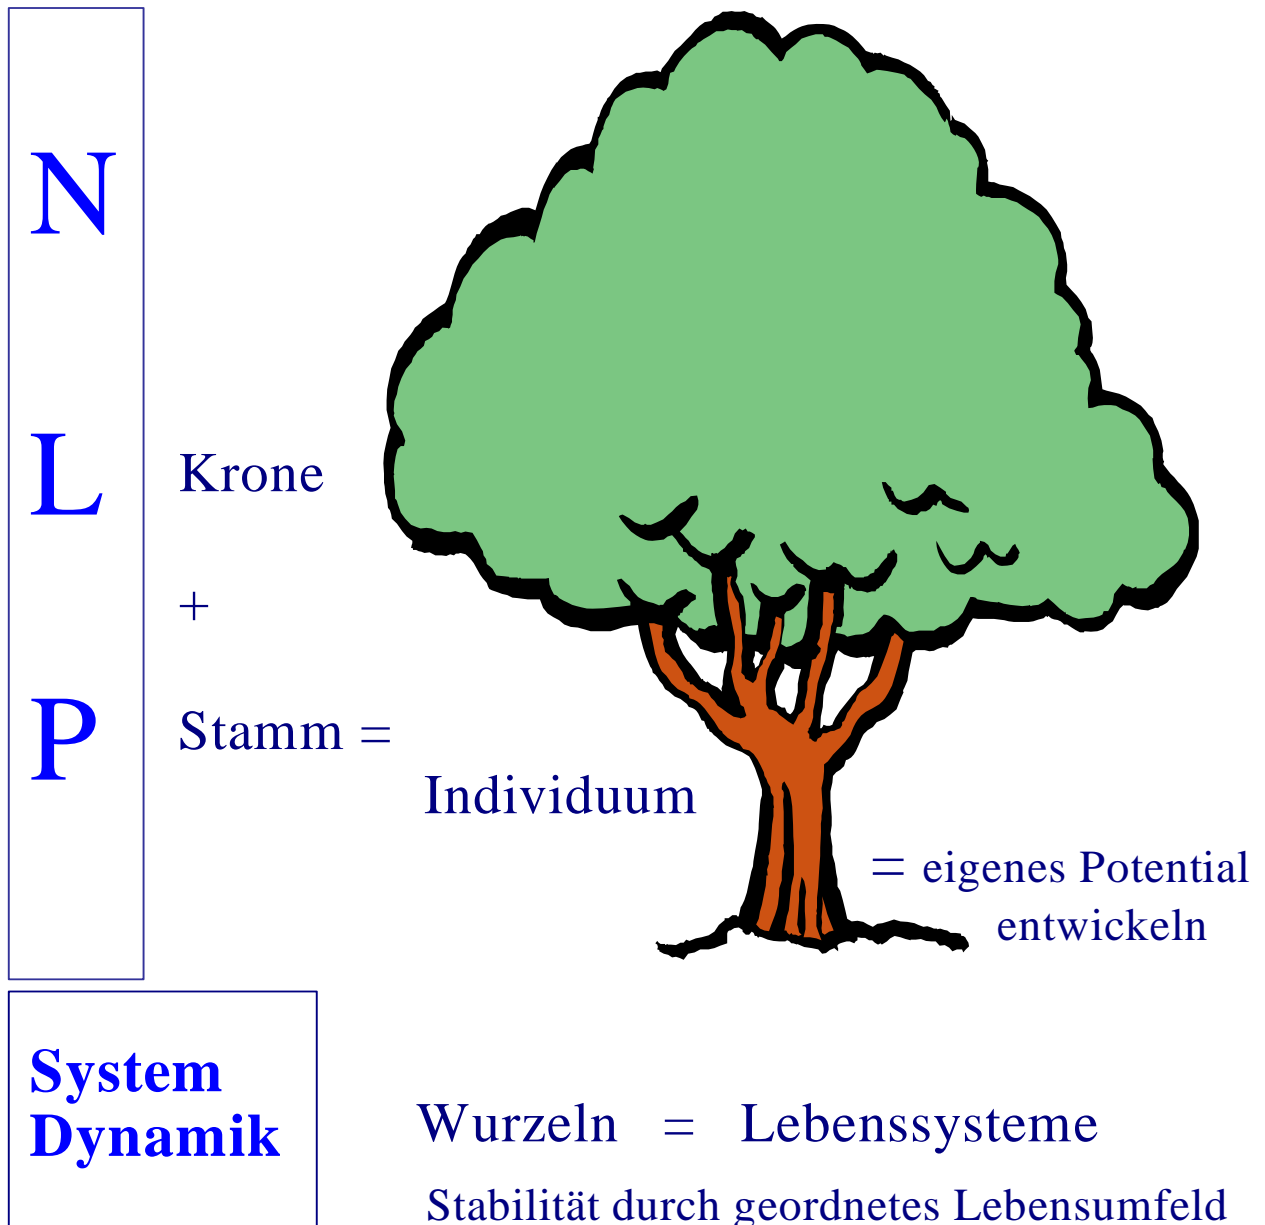 N
L
P
Krone
+
Stamm =
Individuum
= eigenes Potential
entwickeln
System
Dynamik
Wurzeln = Lebenssysteme
Stabilität durch geordnetes Lebensumfeld